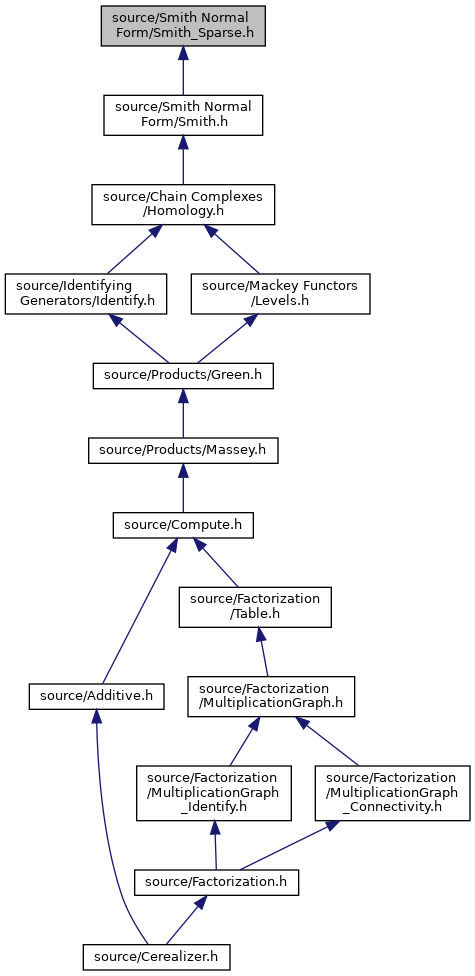 source/Smith Normal
Form/Smith_Sparse.h
source/Smith Normal
Form/Smith.h
source/Chain Complexes
/Homology.h
source/Identifying
Generators/Identify.h
source/Mackey Functors
/Levels.h
source/Products/Green.h
source/Products/Massey.h
source/Compute.h
source/Factorization
/Table.h
source/Additive.h
source/Factorization
/MultiplicationGraph.h
source/Factorization
/MultiplicationGraph
_Identify.h
source/Factorization
/MultiplicationGraph
_Connectivity.h
source/Factorization.h
source/Cerealizer.h